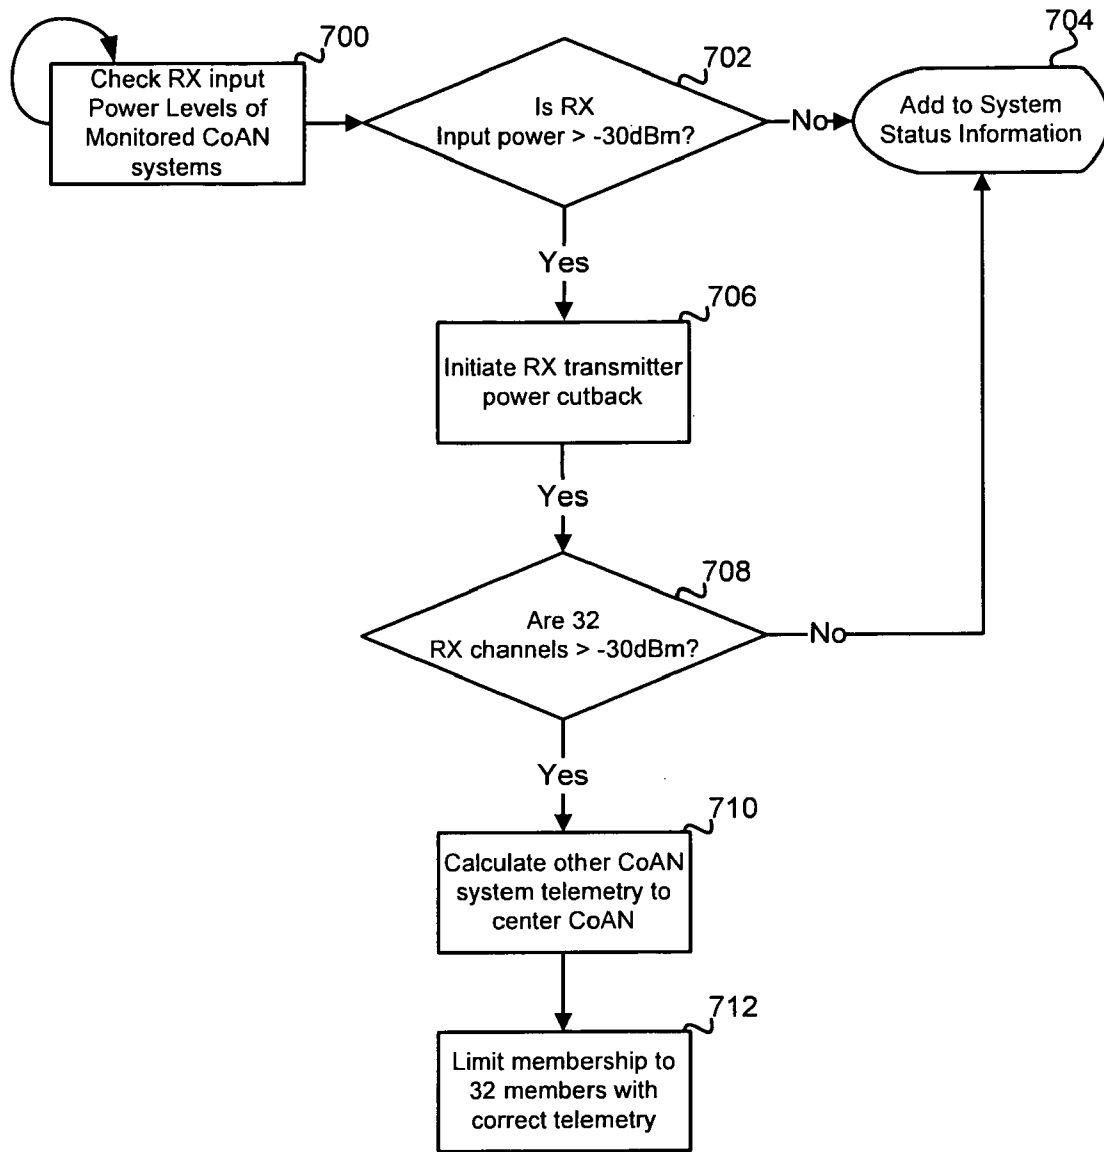 700
Check RX input
Power Levels of
Monitored CoAN
systems
702
Is RX
Input power > -30dBm?
No
704
Add to System
Status Information
Yes
706
Initiate RX transmitter
power cutback
Yes
708
Are 32
RX channels > -30dBm?
No
Yes
710
Calculate other CoAN
system telemetry to
center CoAN
712
Limit membership to
32 members with
correct telemetry